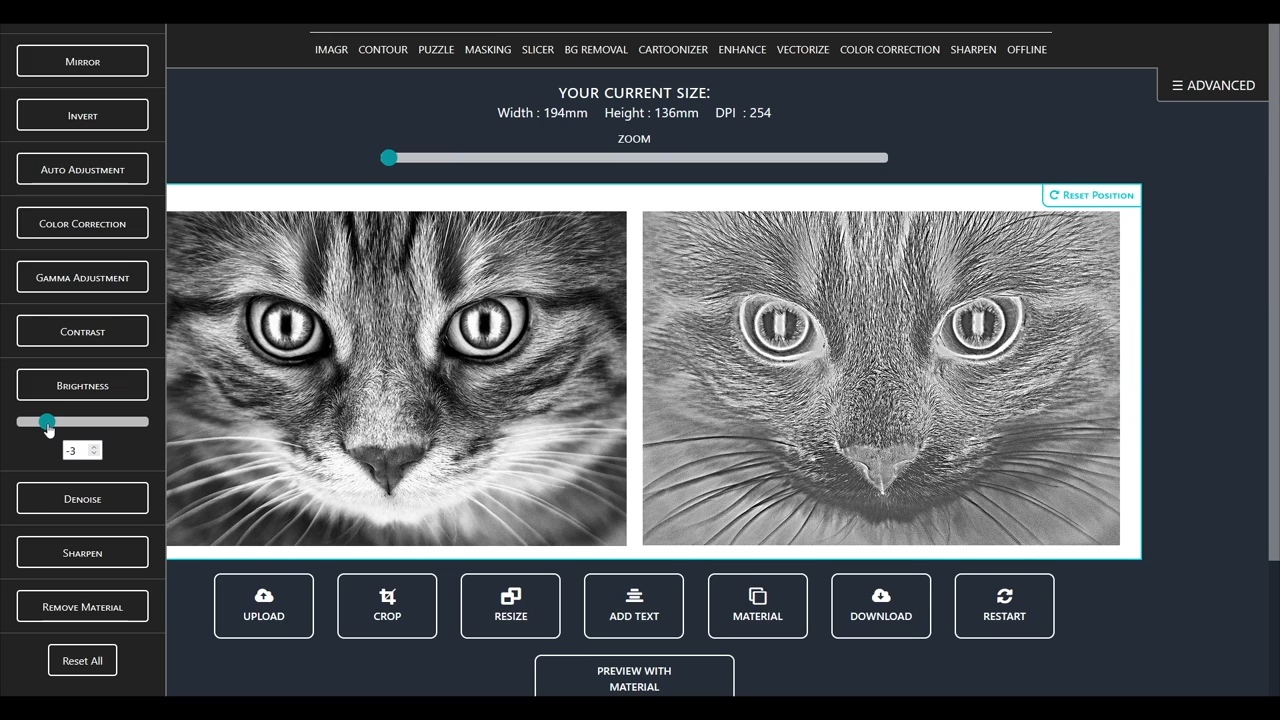 IMAGR CONTOUR PUZZLE MASKING SLICER BG REMOVAL CARTOONIZER ENHANCE VECTORIZE COLOR CORRECTION SHARPEN OFFLINE
☰ ADVANCED
YOUR CURRENT SIZE:
Width : 194mm Height : 136mm DPI : 254
ZOOM
Reset Position
Mirror
Invert
Auto Adjustment
Color Correction
Gamma Adjustment
Contrast
Brightness
-3
Denoise
Sharpen
Remove Material
Reset All
UPLOAD
CROP
RESIZE
ADD TEXT
MATERIAL
DOWNLOAD
RESTART
PREVIEW WITH
MATERIAL